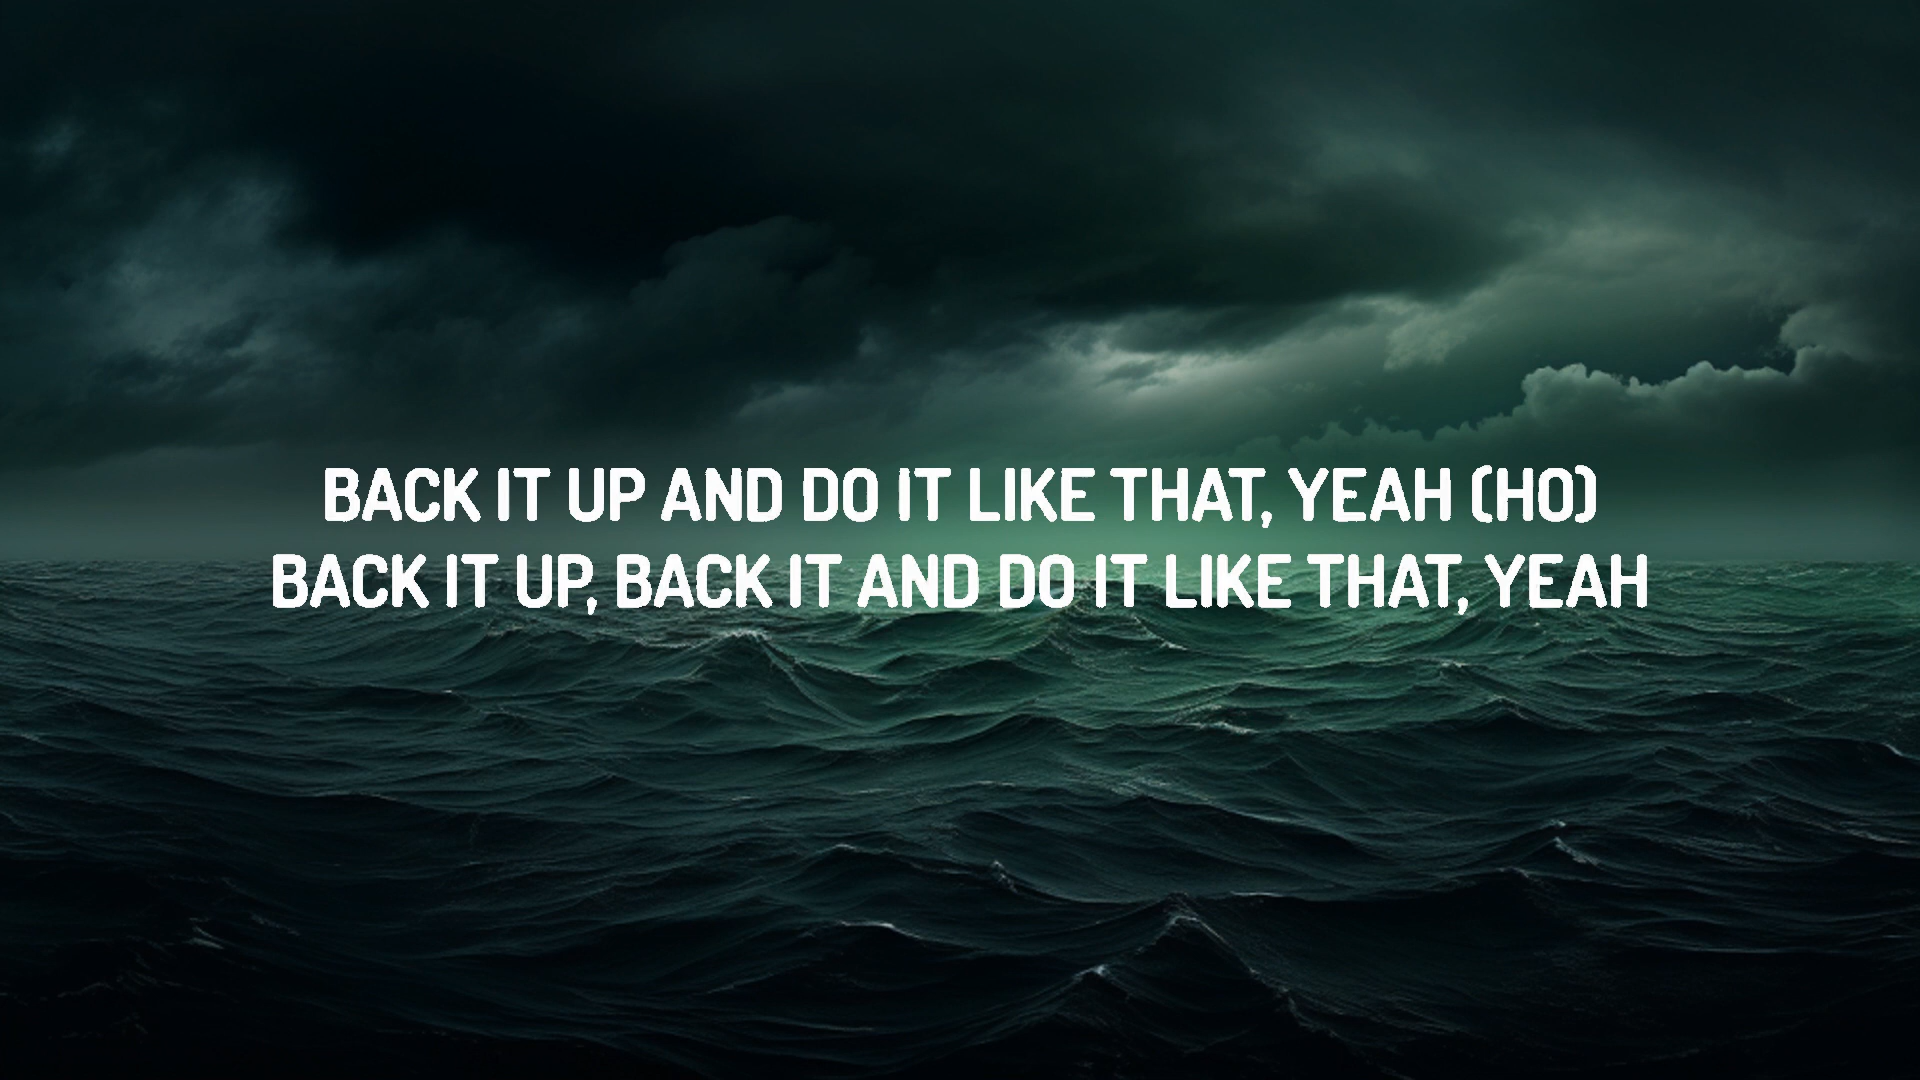 BACK IT UP AND DO IT LIKE THAT, YEAH (HO)
BACK IT UP, BACK IT AND DO IT LIKE THAT, YEAH